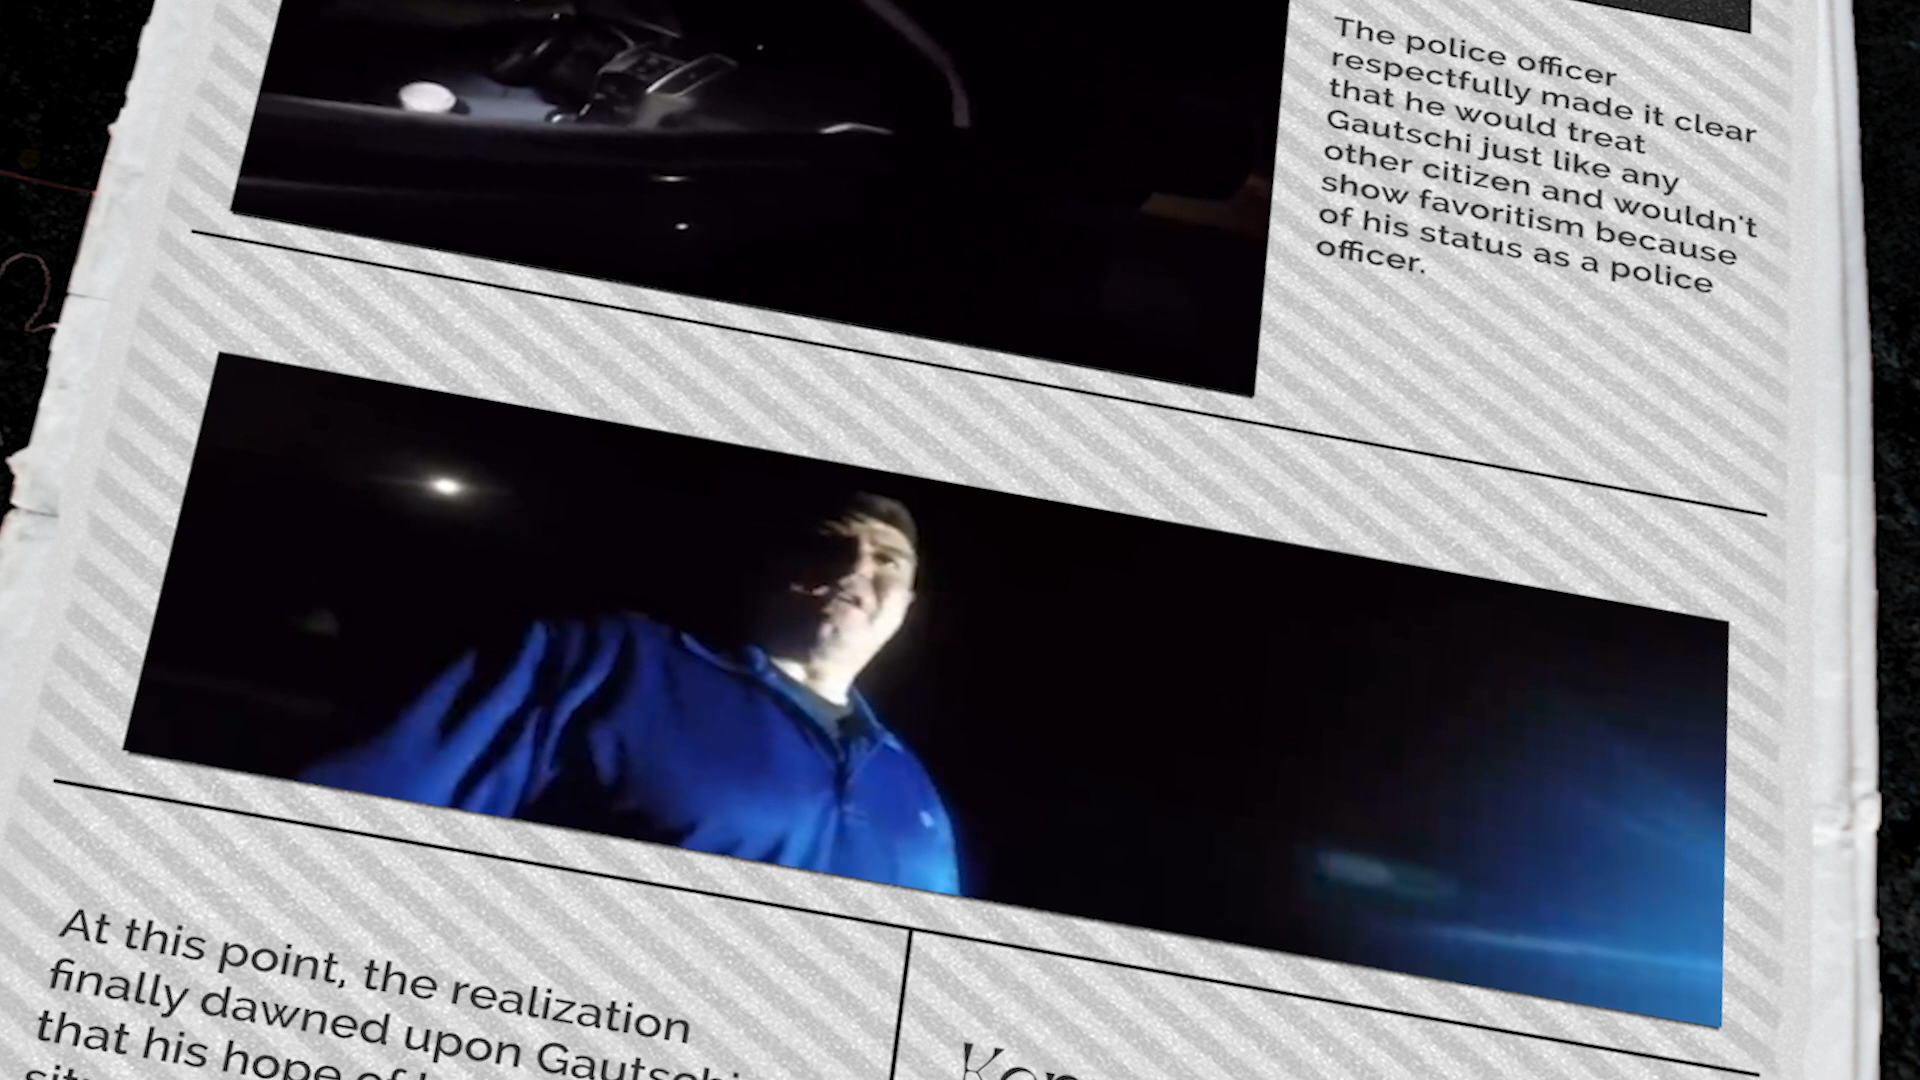 The police officer
respectfully made it clear
that he would treat
Gautschi just like any
other citizen and wouldn't
show favoritism because
of his status as a police
officer.
At this point, the realization
finally dawned upon Gautschi
that his hope of